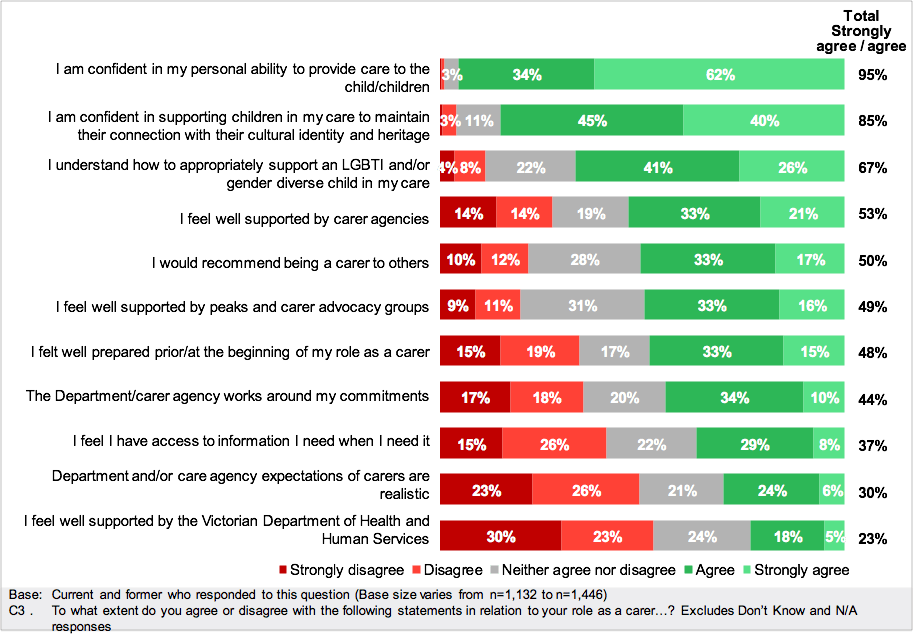 Total
Strongly
agree / agree
I am confident in my personal ability to provide care to the
child/children
3% 34% 62% 95%
I am confident in supporting children in my care to maintain
their connection with their cultural identity and heritage
3% 11% 45% 40% 85%
I understand how to appropriately support an LGBTI and/or
gender diverse child in my care
4% 8% 22% 41% 26% 67%
I feel well supported by carer agencies
14% 14% 19% 33% 21% 53%
I would recommend being a carer to others
10% 12% 28% 33% 17% 50%
I feel well supported by peaks and carer advocacy groups
9% 11% 31% 33% 16% 49%
I felt well prepared prior/at the beginning of my role as a carer
15% 19% 17% 33% 15% 48%
The Department/carer agency works around my commitments
17% 18% 20% 34% 10% 44%
I feel I have access to information I need when I need it
15% 26% 22% 29% 8% 37%
Department and/or care agency expectations of carers are
realistic
23% 26% 21% 24% 6% 30%
I feel well supported by the Victorian Department of Health and
Human Services
30% 23% 24% 18% 5% 23%
Strongly disagree Disagree Neither agree nor disagree Agree Strongly agree
Base: Current and former who responded to this question (Base size varies from n=1,132 to n=1,446)
C3 . To what extent do you agree or disagree with the following statements in relation to your role as a carer…? Excludes Don't Know and N/A
responses